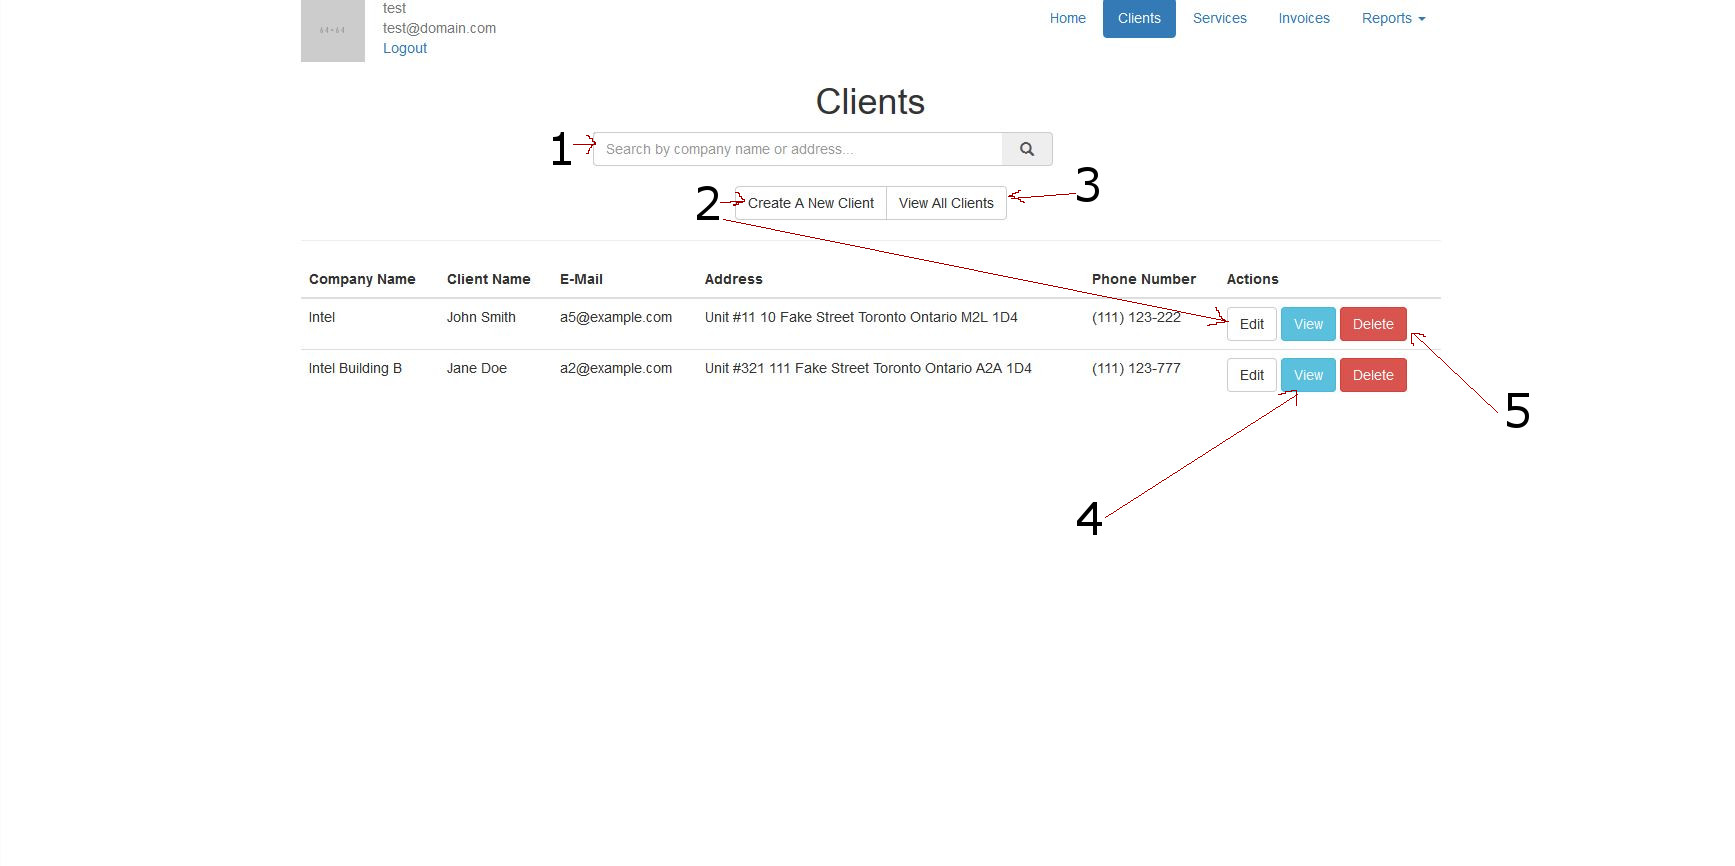 test
test@domain.com
Logout
64×64
Home Clients Services Invoices Reports
Clients
1 Search by company name or address...
2 Create A New Client View All Clients 3
Company Name Client Name E-Mail Address Phone Number Actions
Intel John Smith a5@example.com Unit #11 10 Fake Street Toronto Ontario M2L 1D4 (111) 123-222 Edit View Delete
Intel Building B Jane Doe a2@example.com Unit #321 111 Fake Street Toronto Ontario A2A 1D4 (111) 123-777 Edit View Delete
5
4